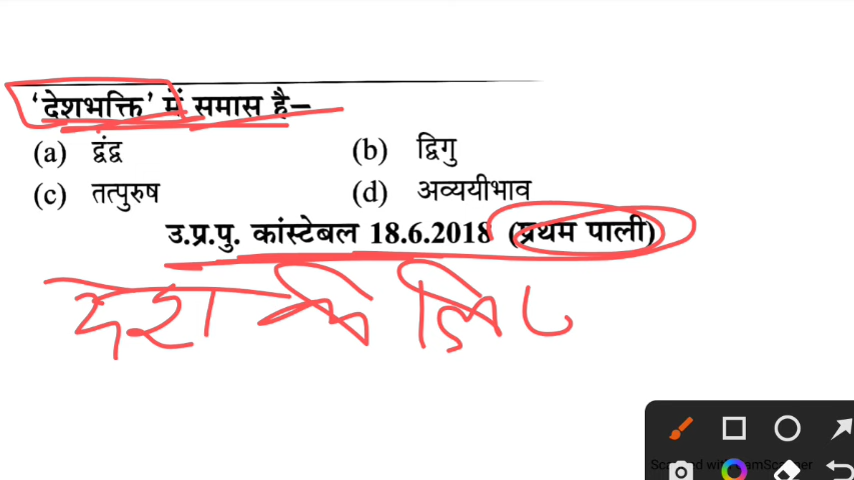 'देशभक्ति' में समास है–
(a) द्वंद्व (b) द्विगु
(c) तत्पुरुष (d) अव्ययीभाव
उ.प्र.पु. कांस्टेबल 18.6.2018 (प्रथम पाली)
देश के लि